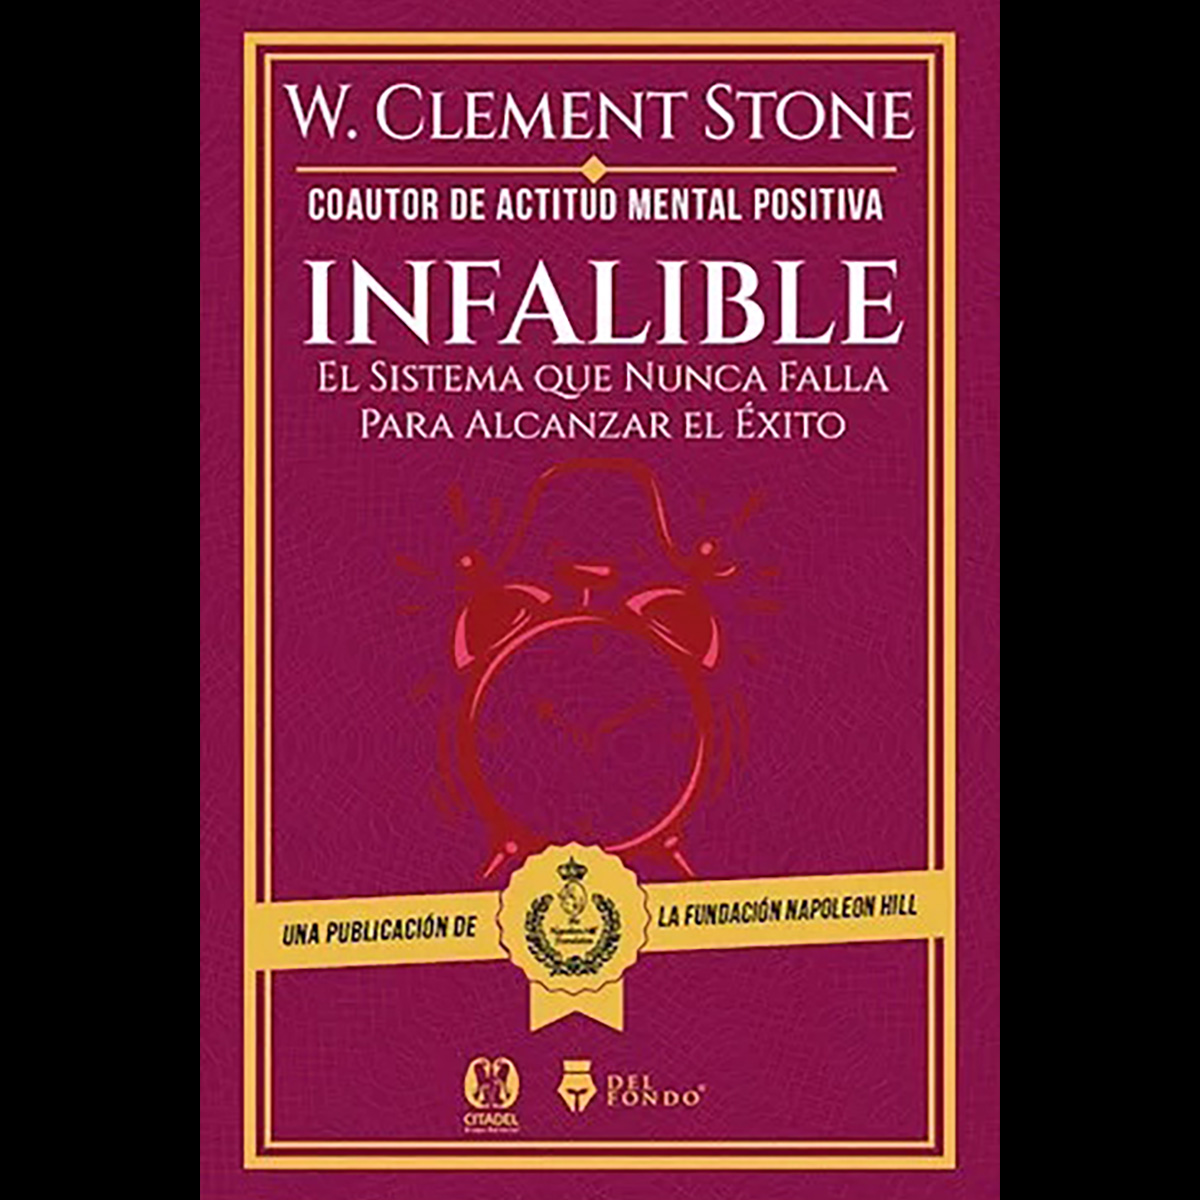 W. CLEMENT STONE
COAUTOR DE ACTITUD MENTAL POSITIVA
INFALIBLE
EL SISTEMA QUE NUNCA FALLA
PARA ALCANZAR EL ÉXITO
UNA PUBLICACIÓN DE
LA FUNDACIÓN NAPOLEON HILL
CITADEL
DEL
FONDO®